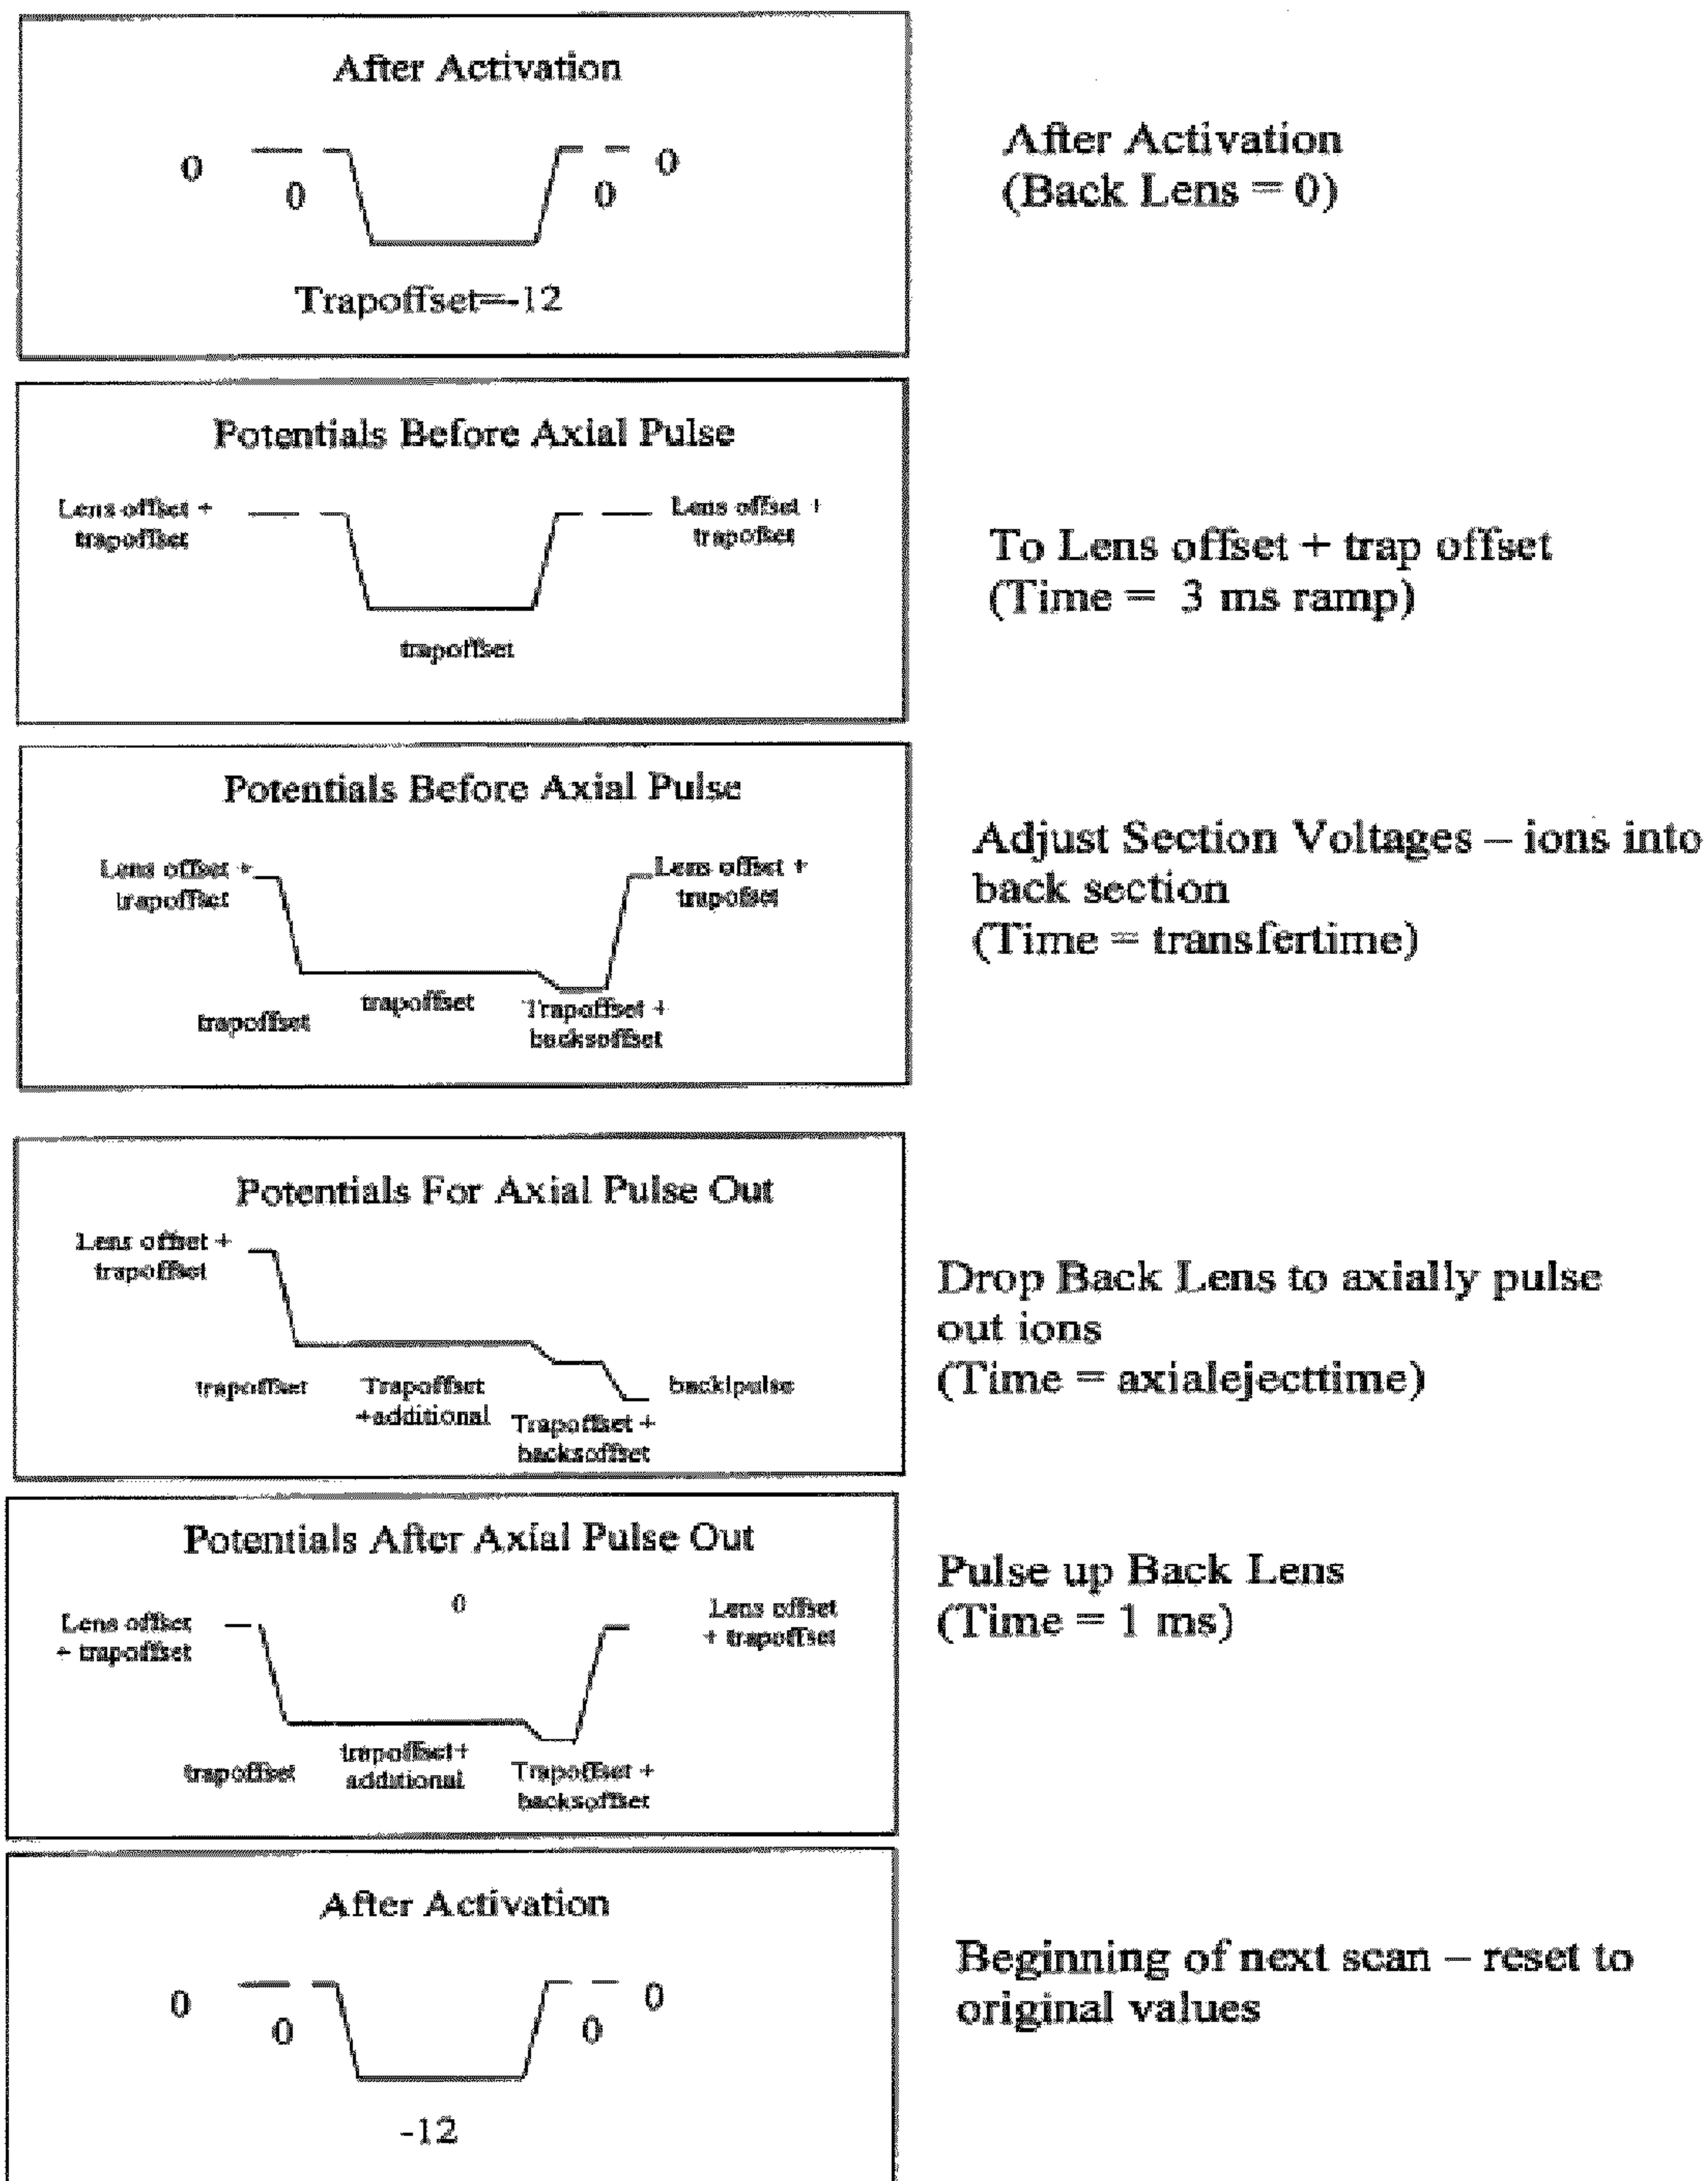 After Activation
0
0
0
0
Trapoffset=-12
After Activation
(Back Lens = 0)
Potentials Before Axial Pulse
Lens offset +
trapoffset
Lens offset +
trapoffset
trapoffset
To Lens offset + trap offset
(Time = 3 ms ramp)
Potentials Before Axial Pulse
Lens offset +
trapoffset
Lens offset +
trapoffset
trapoffset
trapoffset
Trapoffset +
backsoffset
Adjust Section Voltages – ions into
back section
(Time = transfertime)
Potentials For Axial Pulse Out
Lens offset +
trapoffset
trapoffset
Trapoffset
+additional
Trapoffset +
backsoffset
backlpulse
Drop Back Lens to axially pulse
out ions
(Time = axialejecttime)
Potentials After Axial Pulse Out
Lens offset
+ trapoffset
0
Lens offset
+ trapoffset
trapoffset
trapoffset+
additional
Trapoffset +
backsoffset
Pulse up Back Lens
(Time = 1 ms)
After Activation
0
0
0
0
-12
Beginning of next scan – reset to
original values